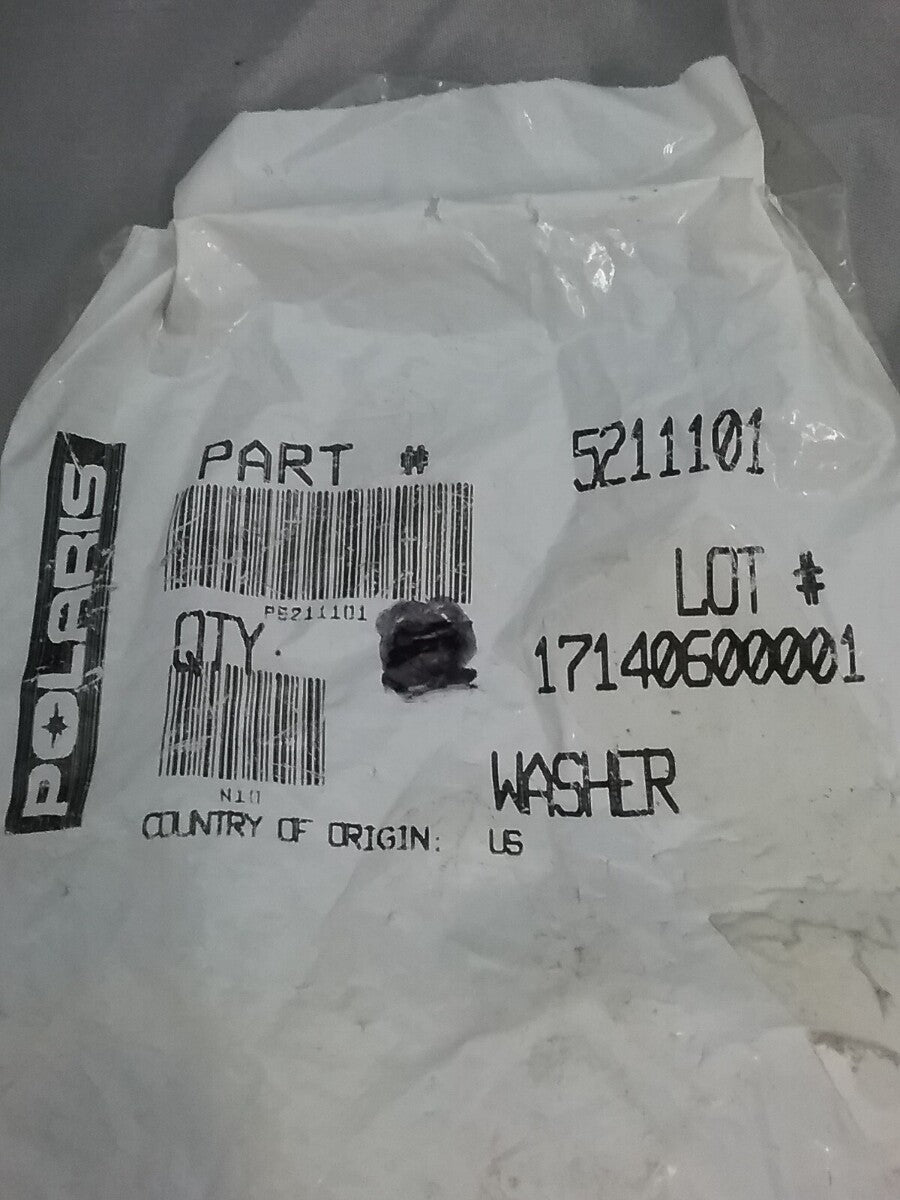 POLARIS
PART # 5211101
P5211101
LOT #
17140600001
QTY.
N10
WASHER
COUNTRY OF ORIGIN: US